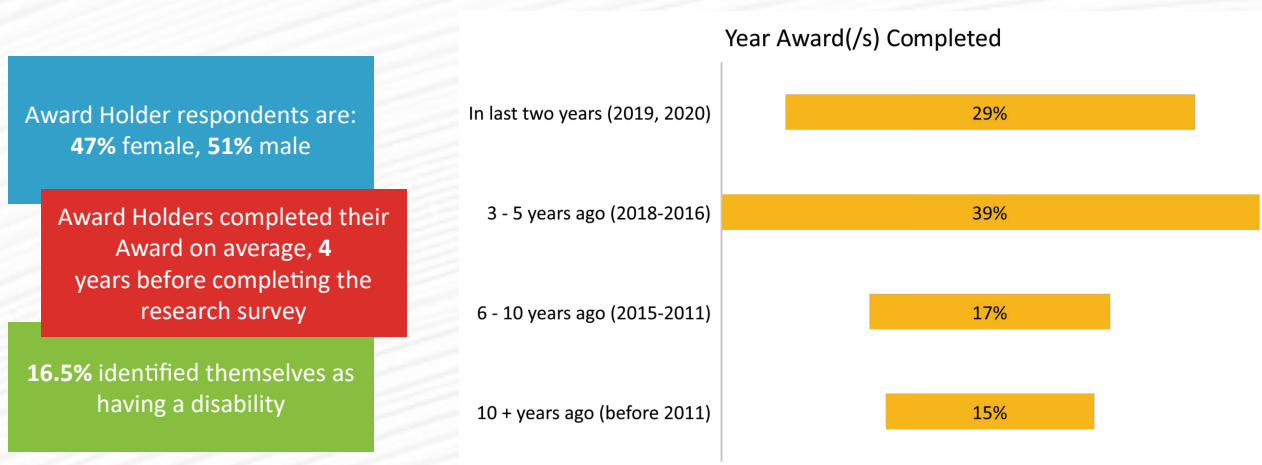 Award Holder respondents are:
47% female, 51% male
Award Holders completed their
Award on average, 4
years before completing the
research survey
16.5% identified themselves as
having a disability
Year Award(/s) Completed
In last two years (2019, 2020)
29%
3 - 5 years ago (2018-2016)
39%
6 - 10 years ago (2015-2011)
17%
10 + years ago (before 2011)
15%